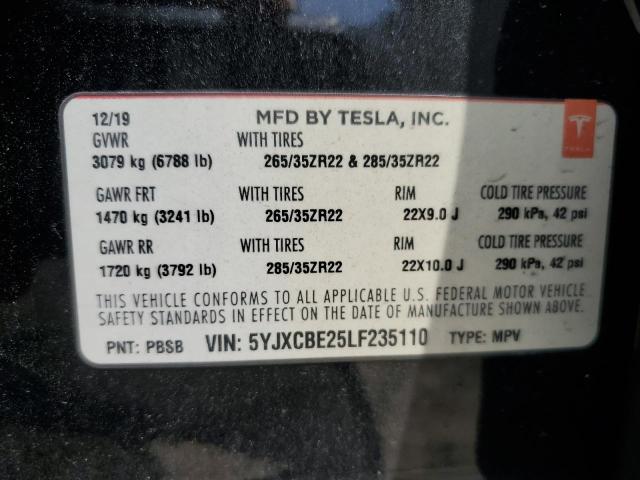 12/19 MFD BY TESLA, INC.
GVWR WITH TIRES
3079 kg (6788 lb) 265/35ZR22 & 285/35ZR22
TESLA
GAWR FRT WITH TIRES RIM COLD TIRE PRESSURE
1470 kg (3241 lb) 265/35ZR22 22X9.0 J 290 kPa, 42 psi
GAWR RR WITH TIRES RIM COLD TIRE PRESSURE
1720 kg (3792 lb) 285/35ZR22 22X10.0 J 290 kPa, 42 psi
THIS VEHICLE CONFORMS TO ALL APPLICABLE U.S. FEDERAL MOTOR VEHICLE
SAFETY STANDARDS IN EFFECT ON THE DATE OF MANUFACTURE SHOWN ABOVE.
PNT: PBSB VIN: 5YJXCBE25LF235110 TYPE: MPV